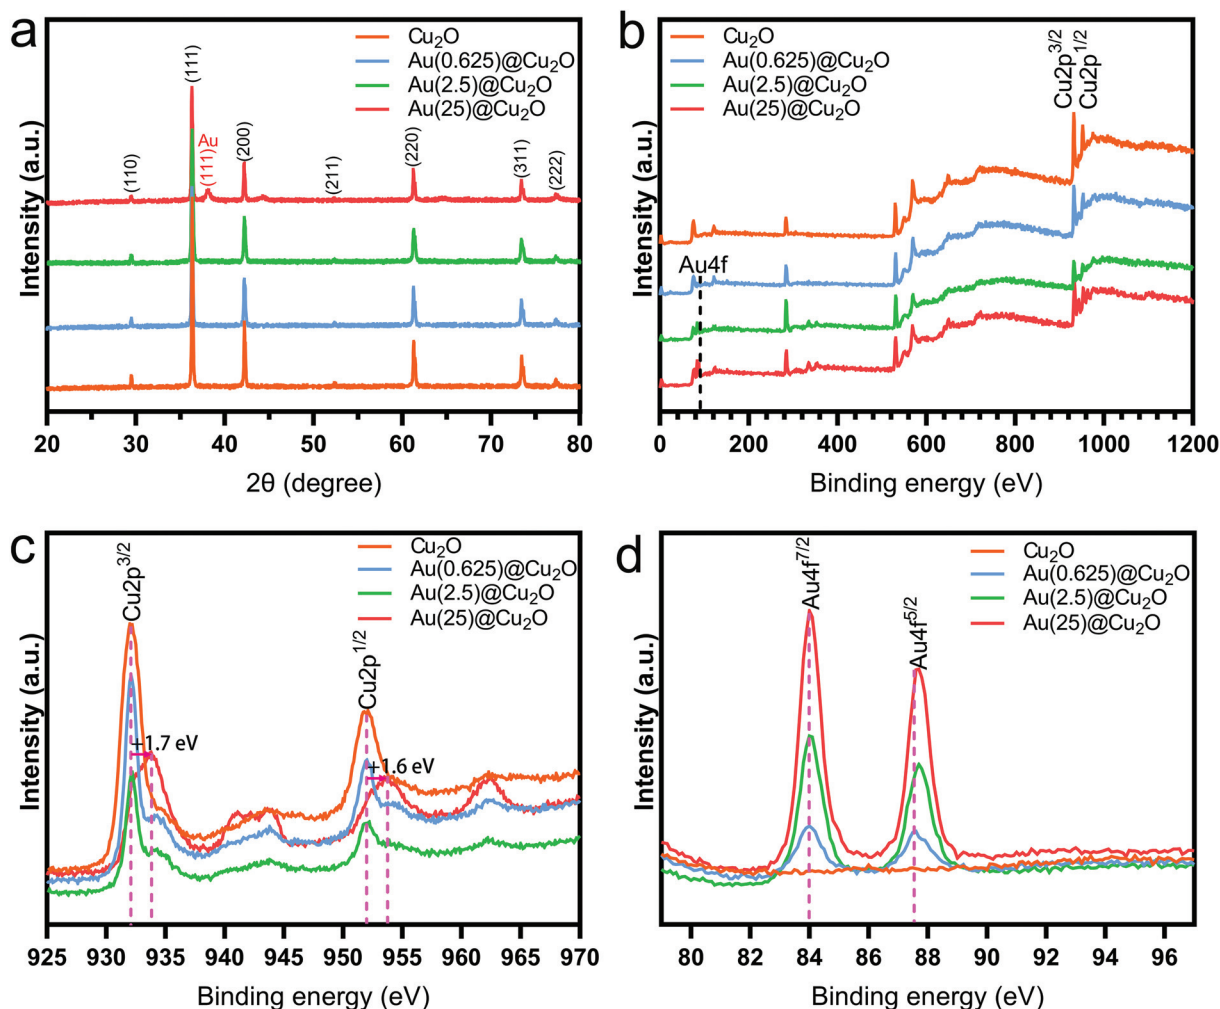 a
Cu₂O
Au(0.625)@Cu₂O
Au(2.5)@Cu₂O
Au(25)@Cu₂O
(110)
(111)
(111)Au
(200)
(211)
(220)
(311)
(222)
Intensity (a.u.)
20 30 40 50 60 70 80
2θ (degree)
b
Cu₂O
Au(0.625)@Cu₂O
Au(2.5)@Cu₂O
Au(25)@Cu₂O
Cu2p³/²
Cu2p¹/²
Au4f
Intensity (a.u.)
0 200 400 600 800 1000 1200
Binding energy (eV)
c
Cu₂O
Au(0.625)@Cu₂O
Au(2.5)@Cu₂O
Au(25)@Cu₂O
Cu2p³/²
+1.7 eV
Cu2p¹/²
+1.6 eV
Intensity (a.u.)
925 930 935 940 945 950 955 960 965 970
Binding energy (eV)
d
Cu₂O
Au(0.625)@Cu₂O
Au(2.5)@Cu₂O
Au(25)@Cu₂O
Au4f⁷/²
Au4f⁵/²
Intensity (a.u.)
80 82 84 86 88 90 92 94 96
Binding energy (eV)